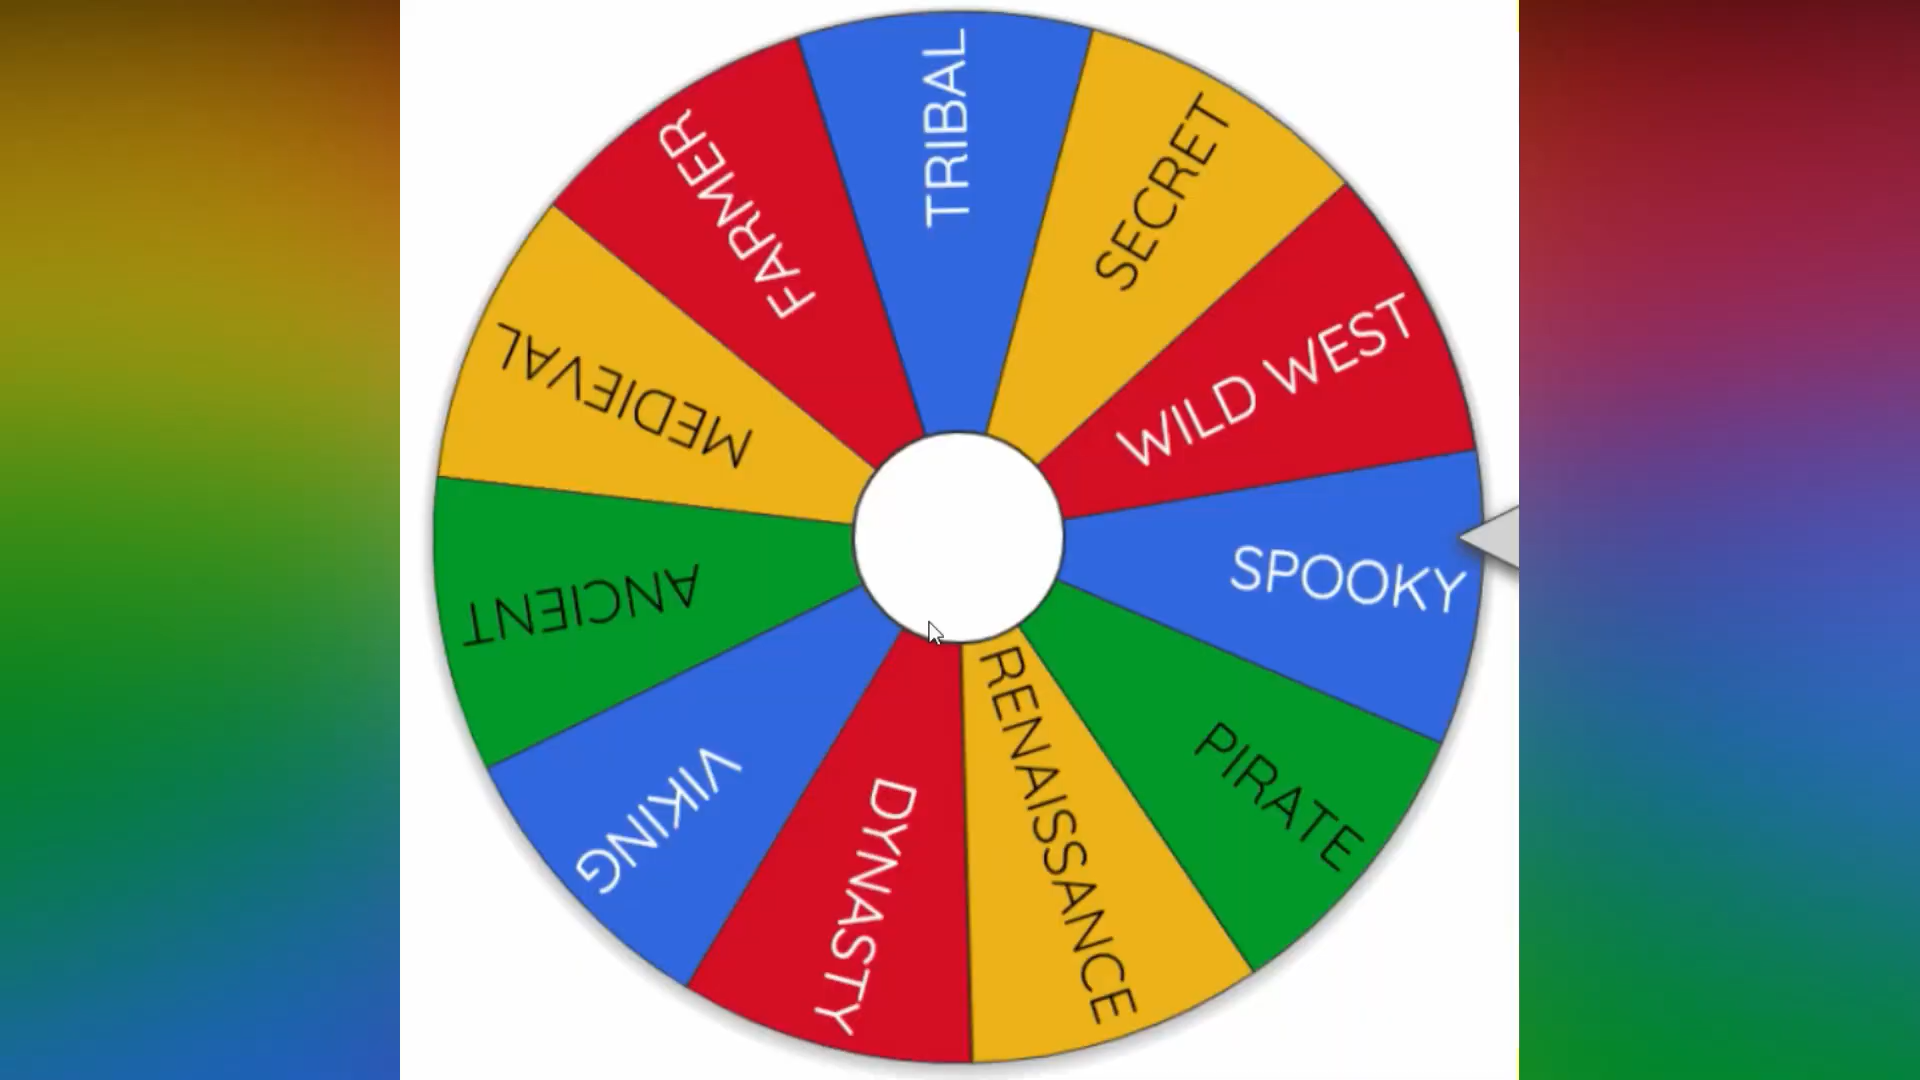 TRIBAL
SECRET
WILD WEST
SPOOKY
PIRATE
RENAISSANCE
DYNASTY
VIKING
ANCIENT
MEDIEVAL
FARMER